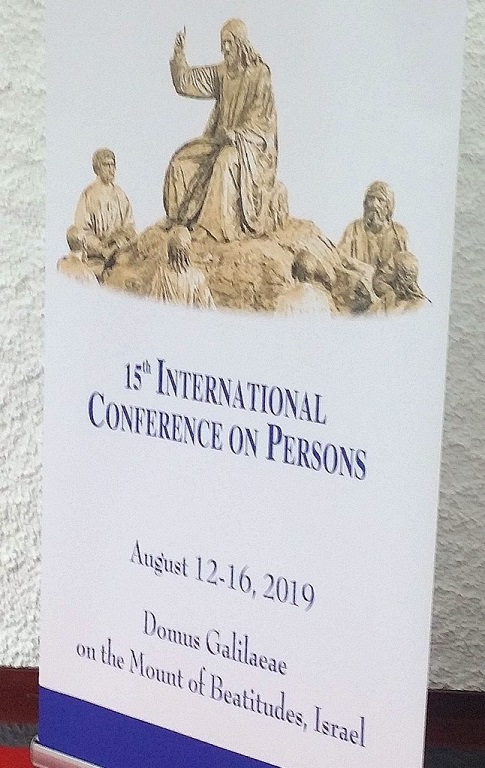 15th INTERNATIONAL
CONFERENCE ON PERSONS
August 12-16, 2019
Domus Galilaeae
on the Mount of Beatitudes, Israel